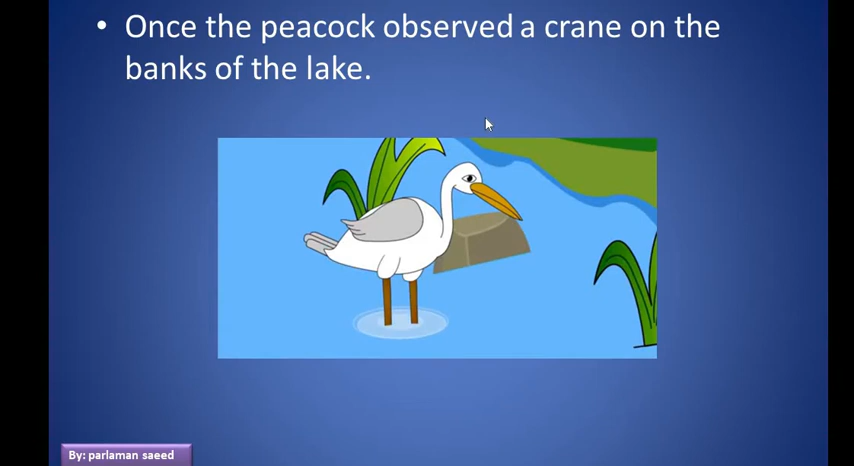 • Once the peacock observed a crane on the
banks of the lake.
By: parlaman saeed